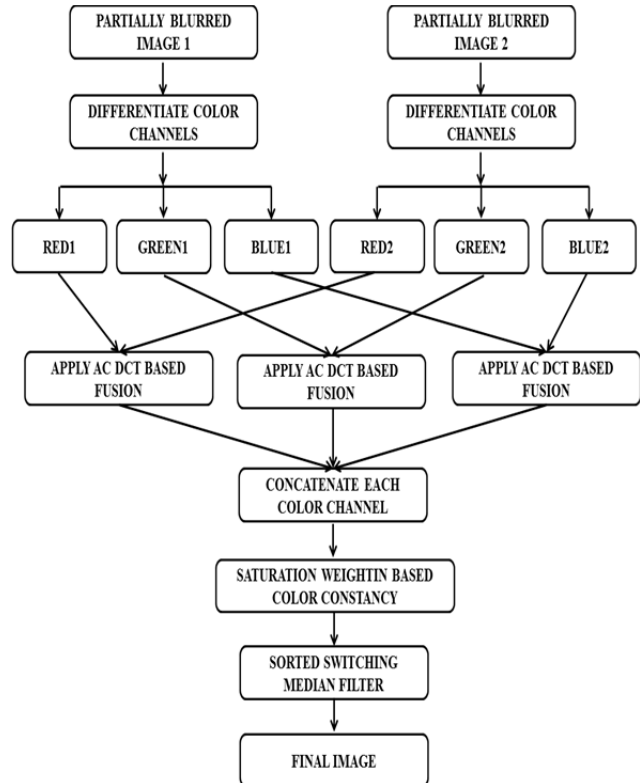 PARTIALLY BLURRED
IMAGE 1
PARTIALLY BLURRED
IMAGE 2
DIFFERENTIATE COLOR
CHANNELS
DIFFERENTIATE COLOR
CHANNELS
RED1
GREEN1
BLUE1
RED2
GREEN2
BLUE2
APPLY AC DCT BASED
FUSION
APPLY AC DCT BASED
FUSION
APPLY AC DCT BASED
FUSION
CONCATENATE EACH
COLOR CHANNEL
SATURATION WEIGHTIN BASED
COLOR CONSTANCY
SORTED SWITCHING
MEDIAN FILTER
FINAL IMAGE